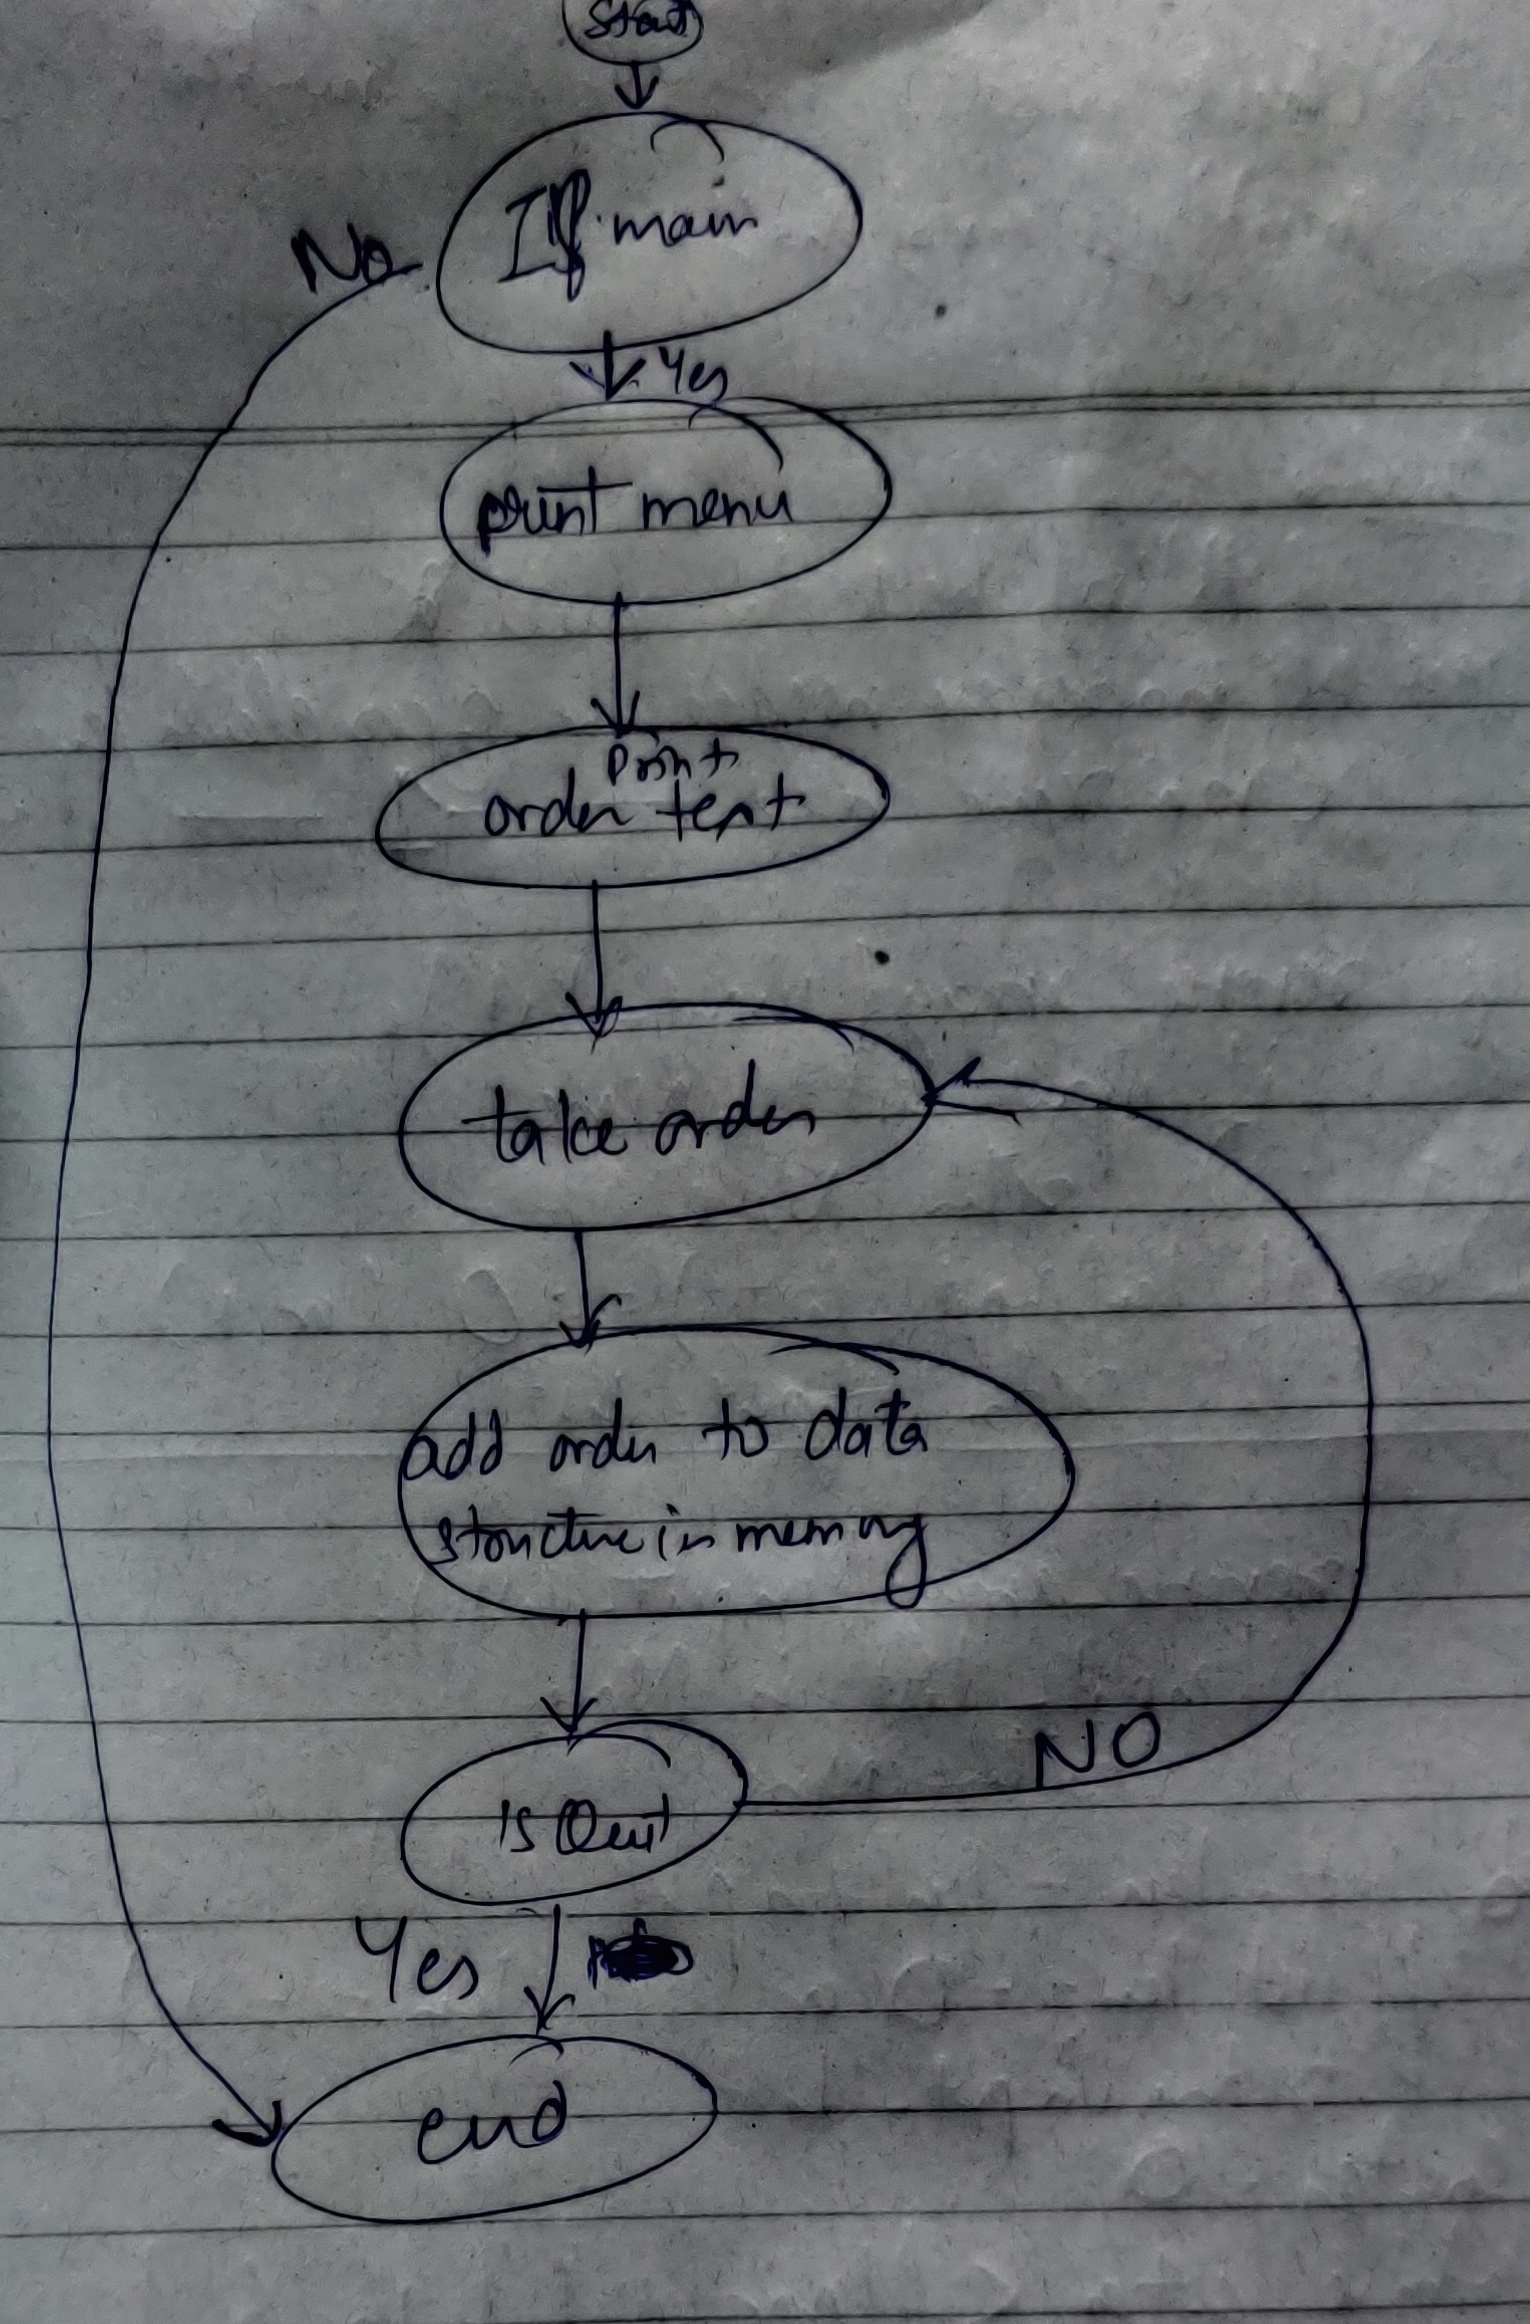 Start
If main
No
Yes
print menu
Print
order text
take order
add order to data
structure in memory
NO
Is Quit
Yes
end